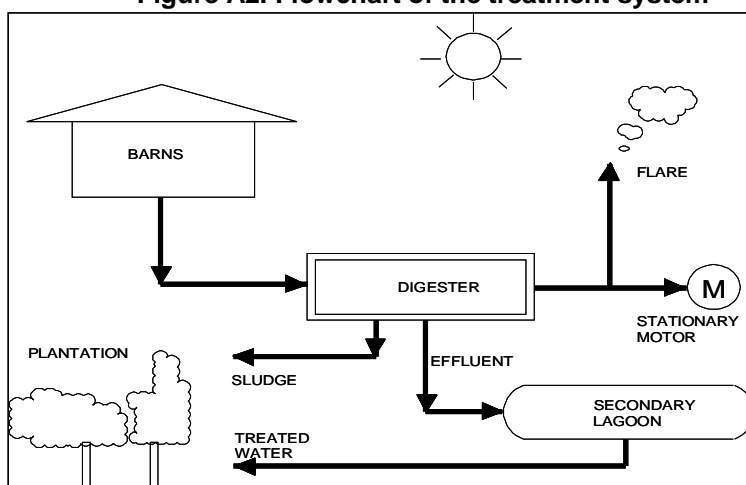 Figure A2. Flowchart of the treatment system
BARNS
FLARE
DIGESTER
M
STATIONARY
MOTOR
PLANTATION
SLUDGE
EFFLUENT
SECONDARY
LAGOON
TREATED
WATER